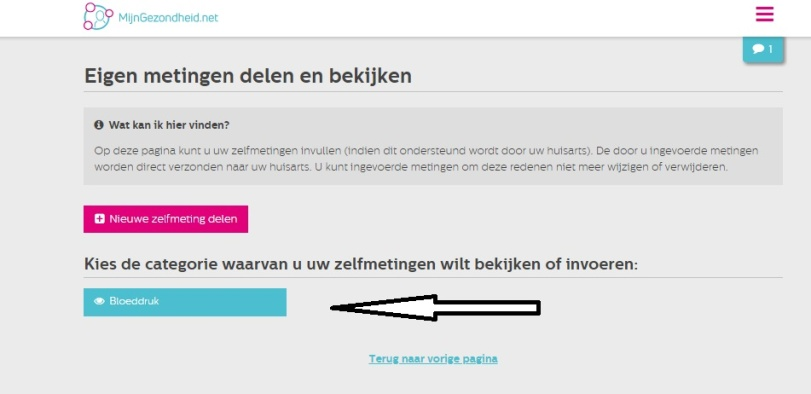 MijnGezondheid.net
1
Eigen metingen delen en bekijken
Wat kan ik hier vinden?
Op deze pagina kunt u uw zelfmetingen invullen (indien dit ondersteund wordt door uw huisarts). De door u ingevoerde metingen
worden direct verzonden naar uw huisarts. U kunt ingevoerde metingen om deze redenen niet meer wijzigen of verwijderen.
Nieuwe zelfmeting delen
Kies de categorie waarvan u uw zelfmetingen wilt bekijken of invoeren:
Bloeddruk
Terug naar vorige pagina